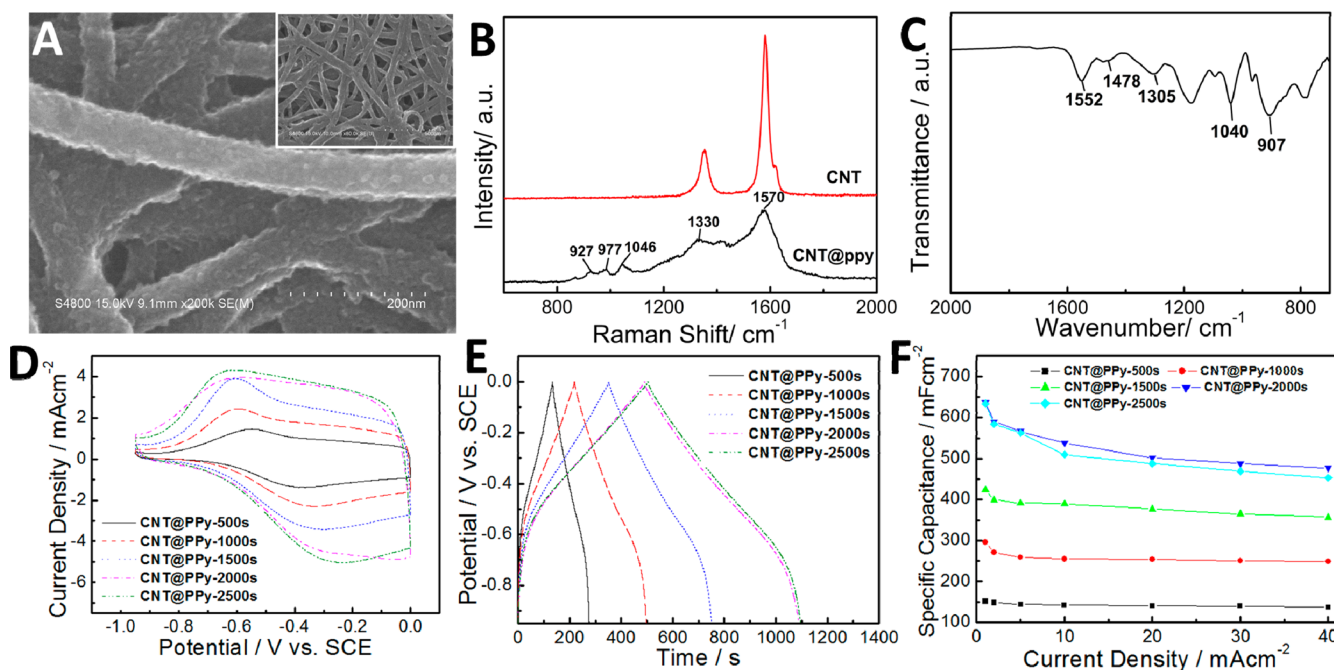 A
S4800 15.0kV 9.1mm x200k SE(M)
200nm
B
Intensity/ a.u.
CNT
1570
1330
927
977
1046
CNT@ppy
800
1200
1600
2000
Raman Shift/ cm-1
C
Transmittance / a.u.
1552
1478
1305
1040
907
2000
1600
1200
800
Wavenumber/ cm-1
D
Current Density / mAcm-2
4
2
0
-2
-4
-6
CNT@PPy-500s
CNT@PPy-1000s
CNT@PPy-1500s
CNT@PPy-2000s
CNT@PPy-2500s
-1.0
-0.8
-0.6
-0.4
-0.2
0.0
Potential / V vs. SCE
E
Potential / V vs. SCE
0.0
-0.2
-0.4
-0.6
-0.8
CNT@PPy-500s
CNT@PPy-1000s
CNT@PPy-1500s
CNT@PPy-2000s
CNT@PPy-2500s
0
200
400
600
800
1000
1200
1400
Time / s
F
Specific Capacitance / mFcm-2
700
600
500
400
300
200
100
CNT@PPy-500s
CNT@PPy-1000s
CNT@PPy-1500s
CNT@PPy-2000s
CNT@PPy-2500s
0
10
20
30
40
Current Density / mAcm-2